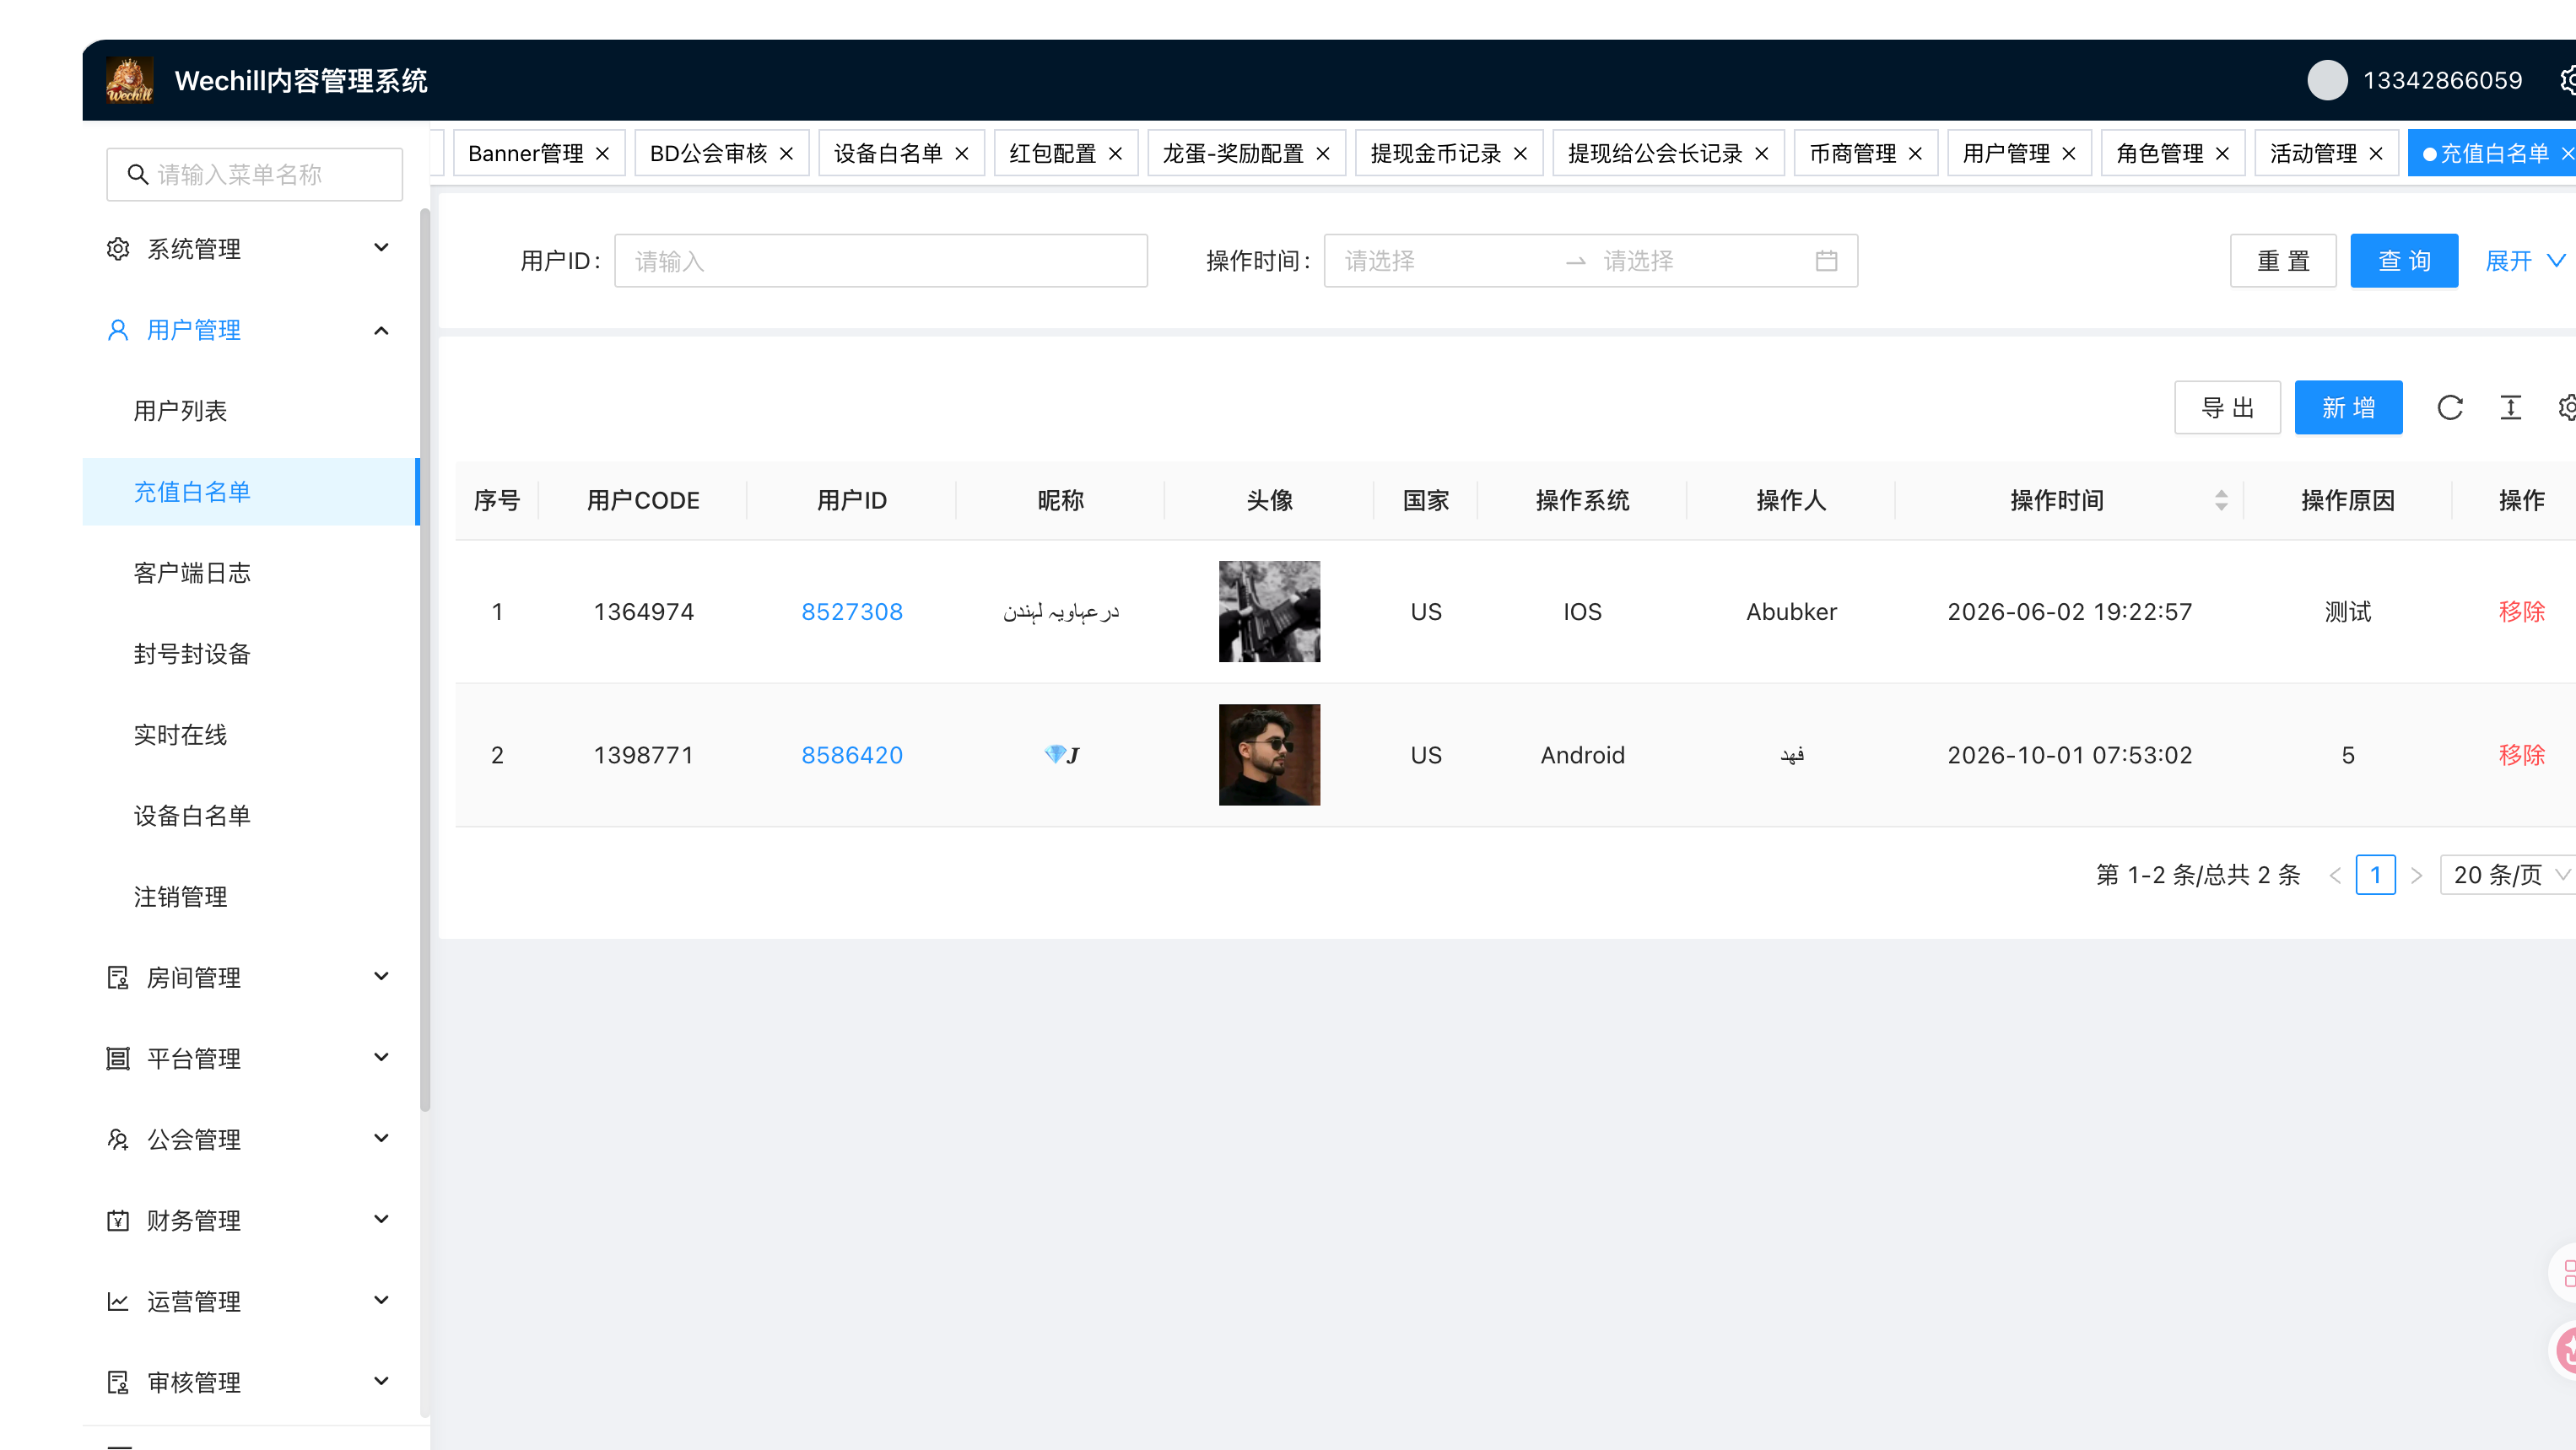 Wechill内容管理系统
13342866059
请输入菜单名称
Banner管理
BD公会审核
设备白名单
红包配置
龙蛋-奖励配置
提现金币记录
提现给公会长记录
币商管理
用户管理
角色管理
活动管理
充值白名单
系统管理
用户管理
用户列表
充值白名单
客户端日志
封号封设备
实时在线
设备白名单
注销管理
房间管理
平台管理
公会管理
财务管理
运营管理
审核管理
用户ID: 请输入
操作时间: 请选择 请选择
重置 查询 展开
导出 新增
序号 用户CODE 用户ID 昵称 头像 国家 操作系统 操作人 操作时间 操作原因 操作
1 1364974 8527308 US IOS Abubker 2026-06-02 19:22:57 测试 移除
2 1398771 8586420 💎J US Android فهد 2026-10-01 07:53:02 5 移除
第 1-2 条/总共 2 条 1 20 条/页